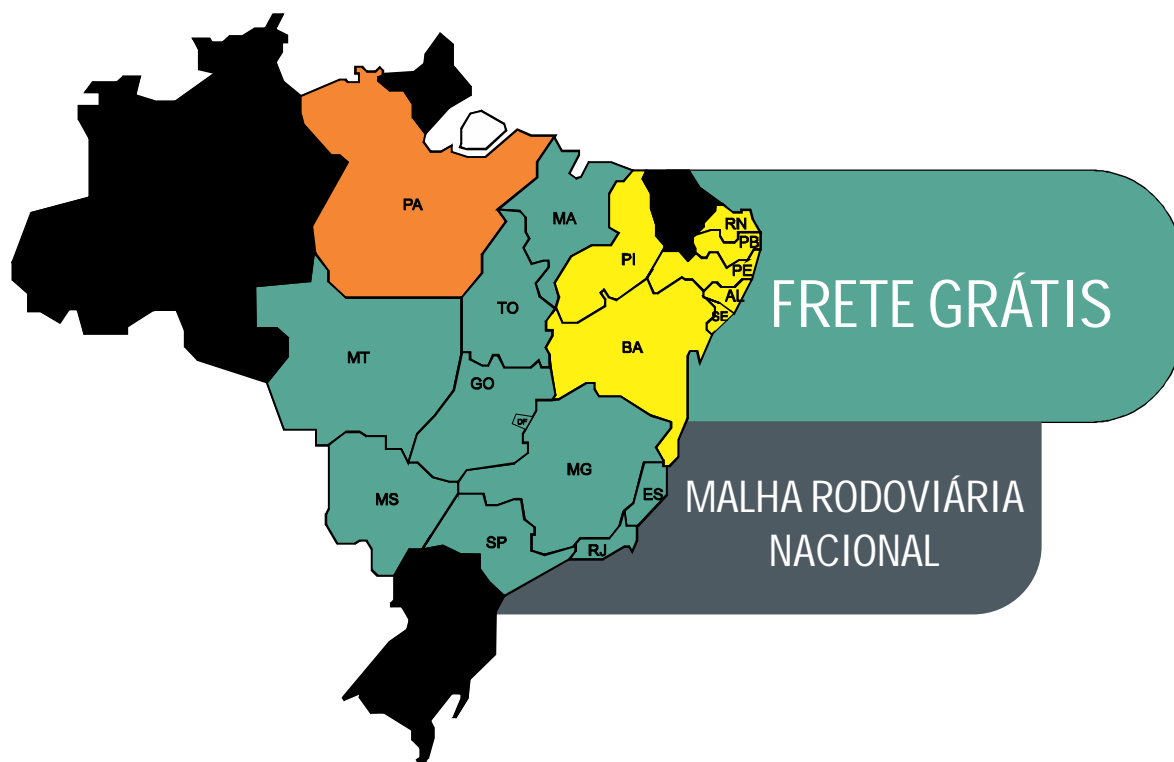 PA
MA
RN
PB
PI
PE
AL
SE
TO
BA
MT
GO
DF
MG
MS
ES
SP
RJ
FRETE GRÁTIS
MALHA RODOVIÁRIA
NACIONAL